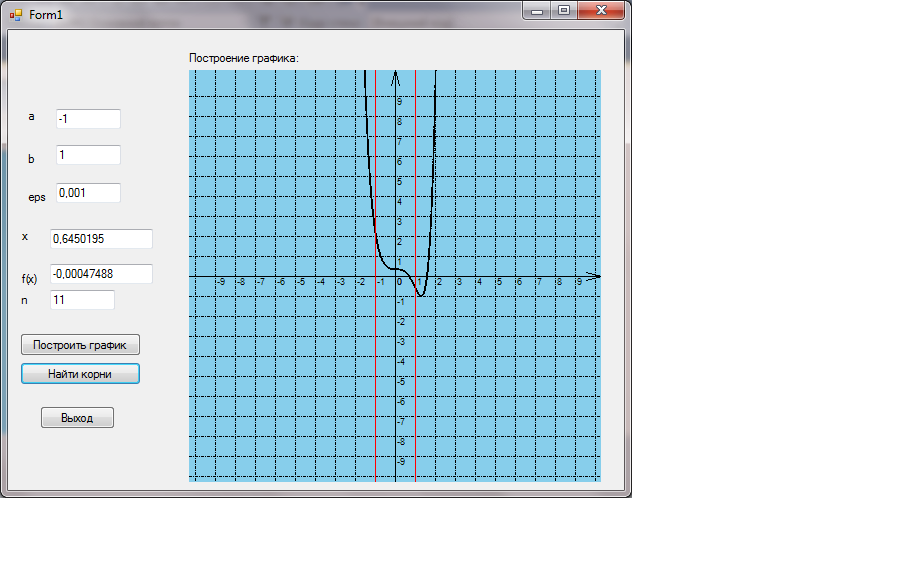 Form1
Построение графика:
a
-1
b
1
eps
0,001
x
0,6450195
f(x)
-0,00047488
n
11
Построить график
Найти корни
Выход
9
8
7
6
5
4
3
2
1
-9 -8 -7 -6 -5 -4 -3 -2 -1 0 1 2 3 4 5 6 7 8 9
-1
-2
-3
-4
-5
-6
-7
-8
-9